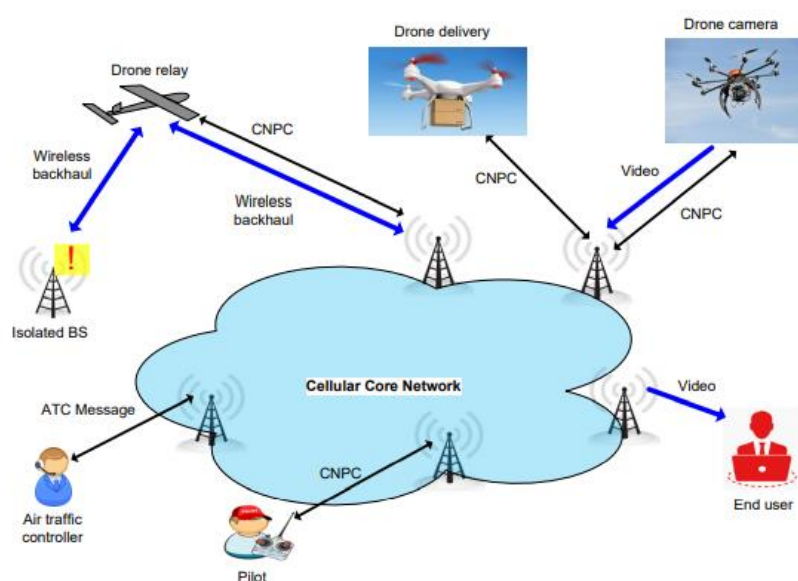 Drone delivery
Drone camera
Drone relay
CNPC
Wireless
backhaul
Wireless
backhaul
CNPC
Video
CNPC
!
Isolated BS
Cellular Core Network
ATC Message
Video
CNPC
Air traffic
controller
Pilot
End user